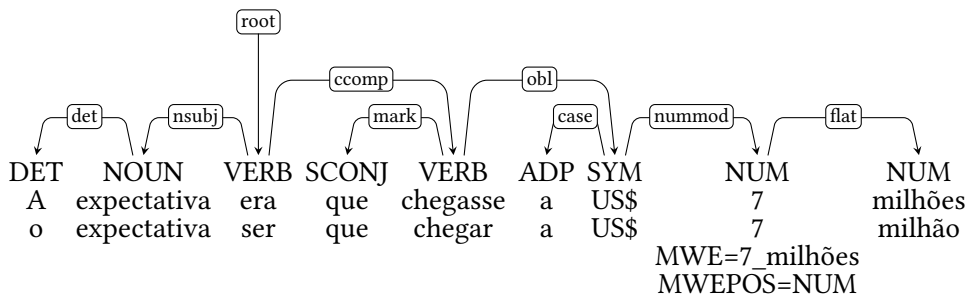 root
ccomp obl
det nsubj mark case nummod flat
DET NOUN VERB SCONJ VERB ADP SYM NUM NUM
A expectativa era que chegasse a US$ 7 milhões
o expectativa ser que chegar a US$ 7 milhão
MWE=7_milhões
MWEPOS=NUM